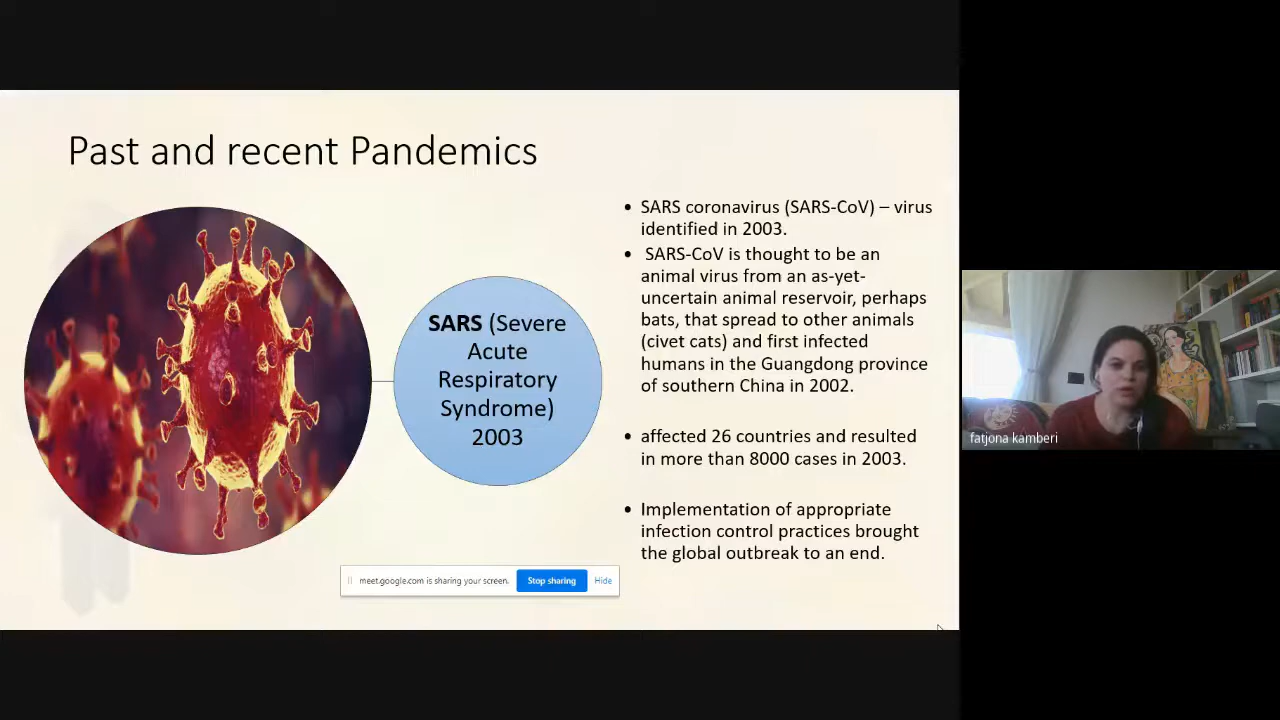 Past and recent Pandemics
SARS (Severe
Acute
Respiratory
Syndrome)
2003
• SARS coronavirus (SARS-CoV) – virus
identified in 2003.
• SARS-CoV is thought to be an
animal virus from an as-yet-
uncertain animal reservoir, perhaps
bats, that spread to other animals
(civet cats) and first infected
humans in the Guangdong province
of southern China in 2002.
• affected 26 countries and resulted
in more than 8000 cases in 2003.
• Implementation of appropriate
infection control practices brought
the global outbreak to an end.
meet.google.com is sharing your screen.
Stop sharing
Hide
fatjona kamberi